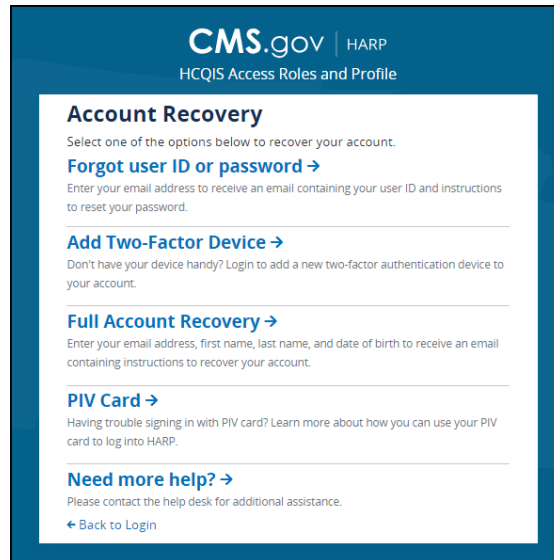 CMS.gov | HARP
HCQIS Access Roles and Profile
Account Recovery
Select one of the options below to recover your account.
Forgot user ID or password →
Enter your email address to receive an email containing your user ID and instructions
to reset your password.
Add Two-Factor Device →
Don't have your device handy? Login to add a new two-factor authentication device to
your account.
Full Account Recovery →
Enter your email address, first name, last name, and date of birth to receive an email
containing instructions to recover your account.
PIV Card →
Having trouble signing in with PIV card? Learn more about how you can use your PIV
card to log into HARP.
Need more help? →
Please contact the help desk for additional assistance.
← Back to Login